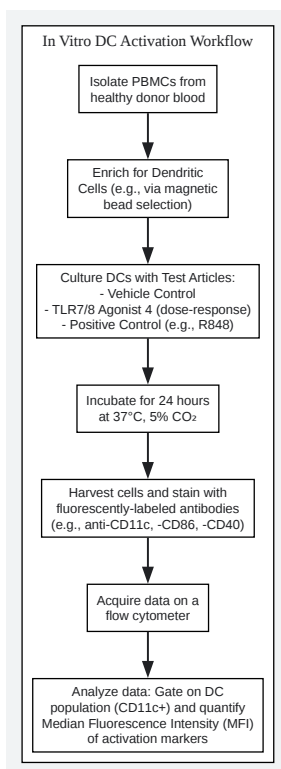 In Vitro DC Activation Workflow
Isolate PBMCs from
healthy donor blood
Enrich for Dendritic
Cells (e.g., via magnetic
bead selection)
Culture DCs with Test Articles:
- Vehicle Control
- TLR7/8 Agonist 4 (dose-response)
- Positive Control (e.g., R848)
Incubate for 24 hours
at 37°C, 5% CO₂
Harvest cells and stain with
fluorescently-labeled antibodies
(e.g., anti-CD11c, -CD86, -CD40)
Acquire data on a
flow cytometer
Analyze data: Gate on DC
population (CD11c+) and quantify
Median Fluorescence Intensity (MFI)
of activation markers